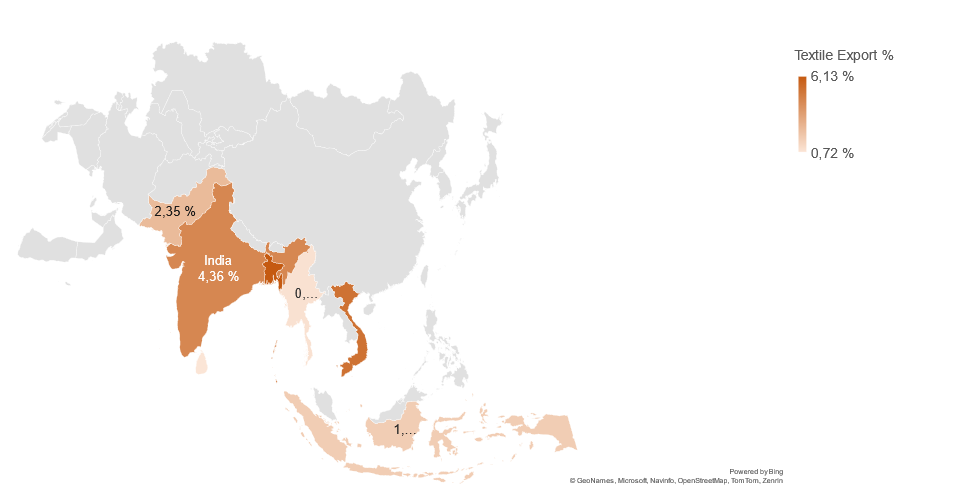 Textile Export %
6,13 %
0,72 %
2,35 %
India
4,36 %
0,...
1,...
Powered by Bing
© GeoNames, Microsoft, Navinfo, OpenStreetMap, TomTom, Zenrin